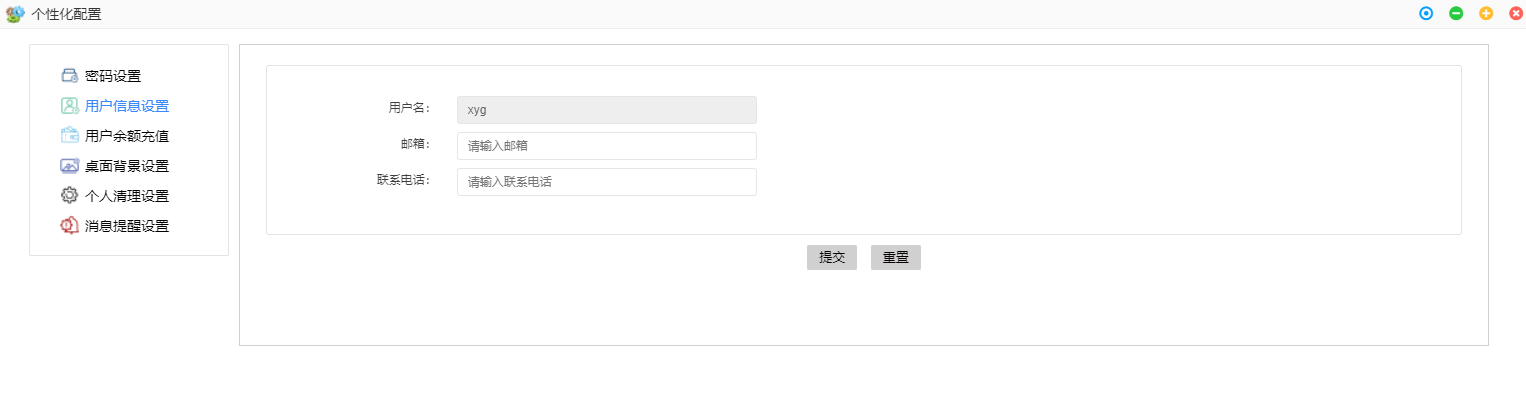 个性化配置
密码设置
用户信息设置
用户余额充值
桌面背景设置
个人清理设置
消息提醒设置
用户名: xyg
邮箱: 请输入邮箱
联系电话: 请输入联系电话
提交 重置